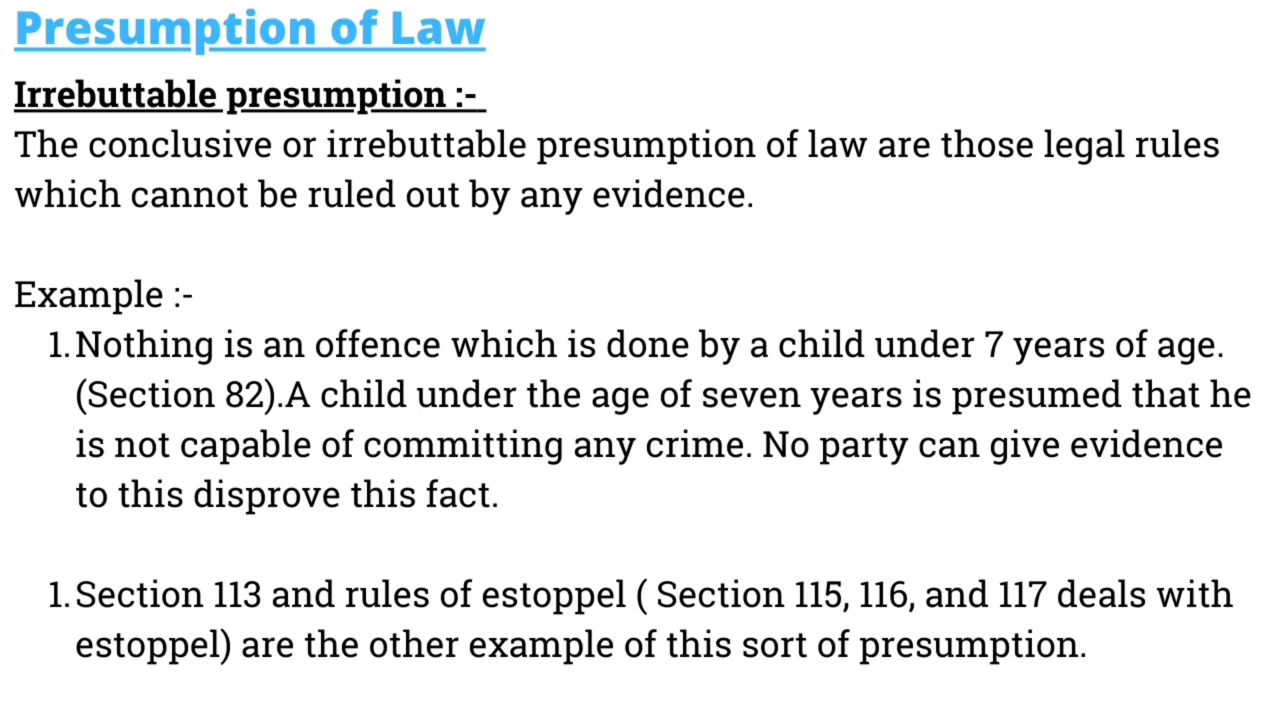 Presumption of Law
Irrebuttable presumption :-
The conclusive or irrebuttable presumption of law are those legal rules
which cannot be ruled out by any evidence.
Example :-
1. Nothing is an offence which is done by a child under 7 years of age.
(Section 82).A child under the age of seven years is presumed that he
is not capable of committing any crime. No party can give evidence
to this disprove this fact.
1. Section 113 and rules of estoppel ( Section 115, 116, and 117 deals with
estoppel) are the other example of this sort of presumption.